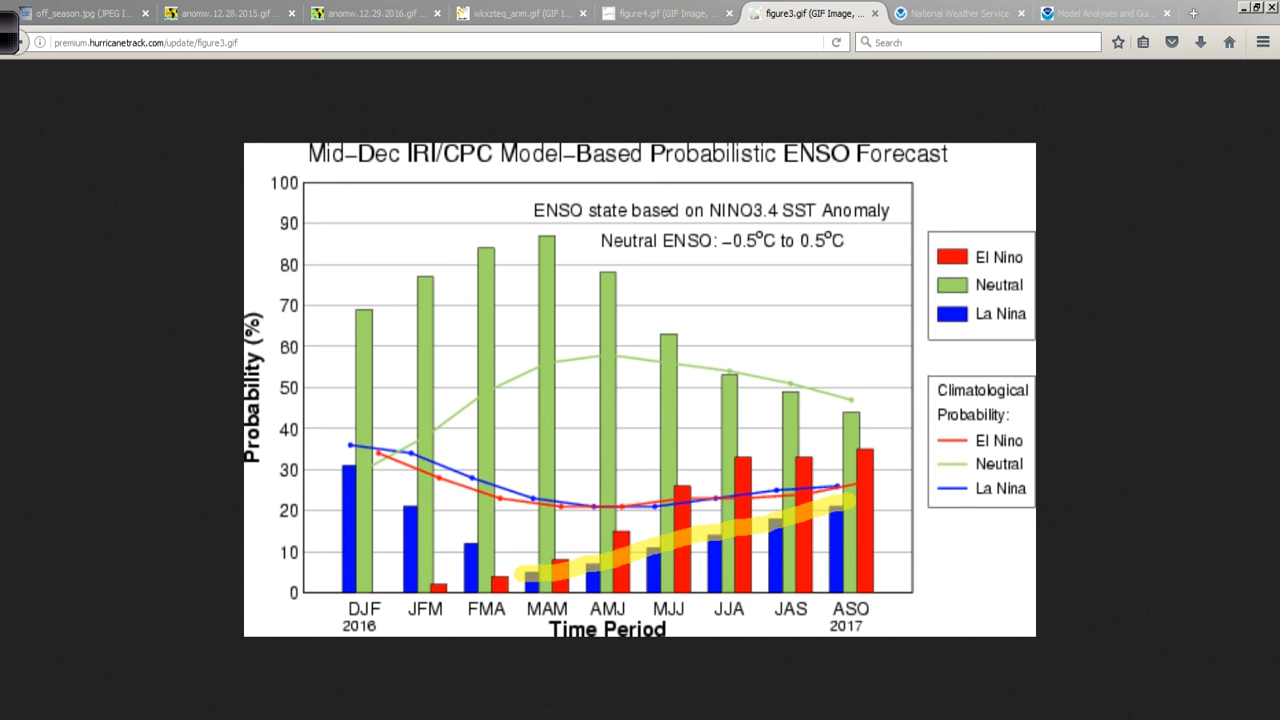 off_season.jpg (JPEG I...
anomw.12.28.2015.gif ...
anomw.12.29.2016.gif ...
wkxzteq_anm.gif (GIF I...
figure4.gif (GIF Image, ...
figure3.gif (GIF Image, ...
National Weather Service
Model Analyses and Gui...
premium.hurricanetrack.com/update/figure3.gif
Search
Mid-Dec IRI/CPC Model-Based Probabilistic ENSO Forecast
ENSO state based on NINO3.4 SST Anomaly
Neutral ENSO: -0.5°C to 0.5°C
Probability (%)
100
90
80
70
60
50
40
30
20
10
0
El Nino
Neutral
La Nina
Climatological
Probability:
El Nino
Neutral
La Nina
DJF JFM FMA MAM AMJ MJJ JJA JAS ASO
2016 2017
Time Period